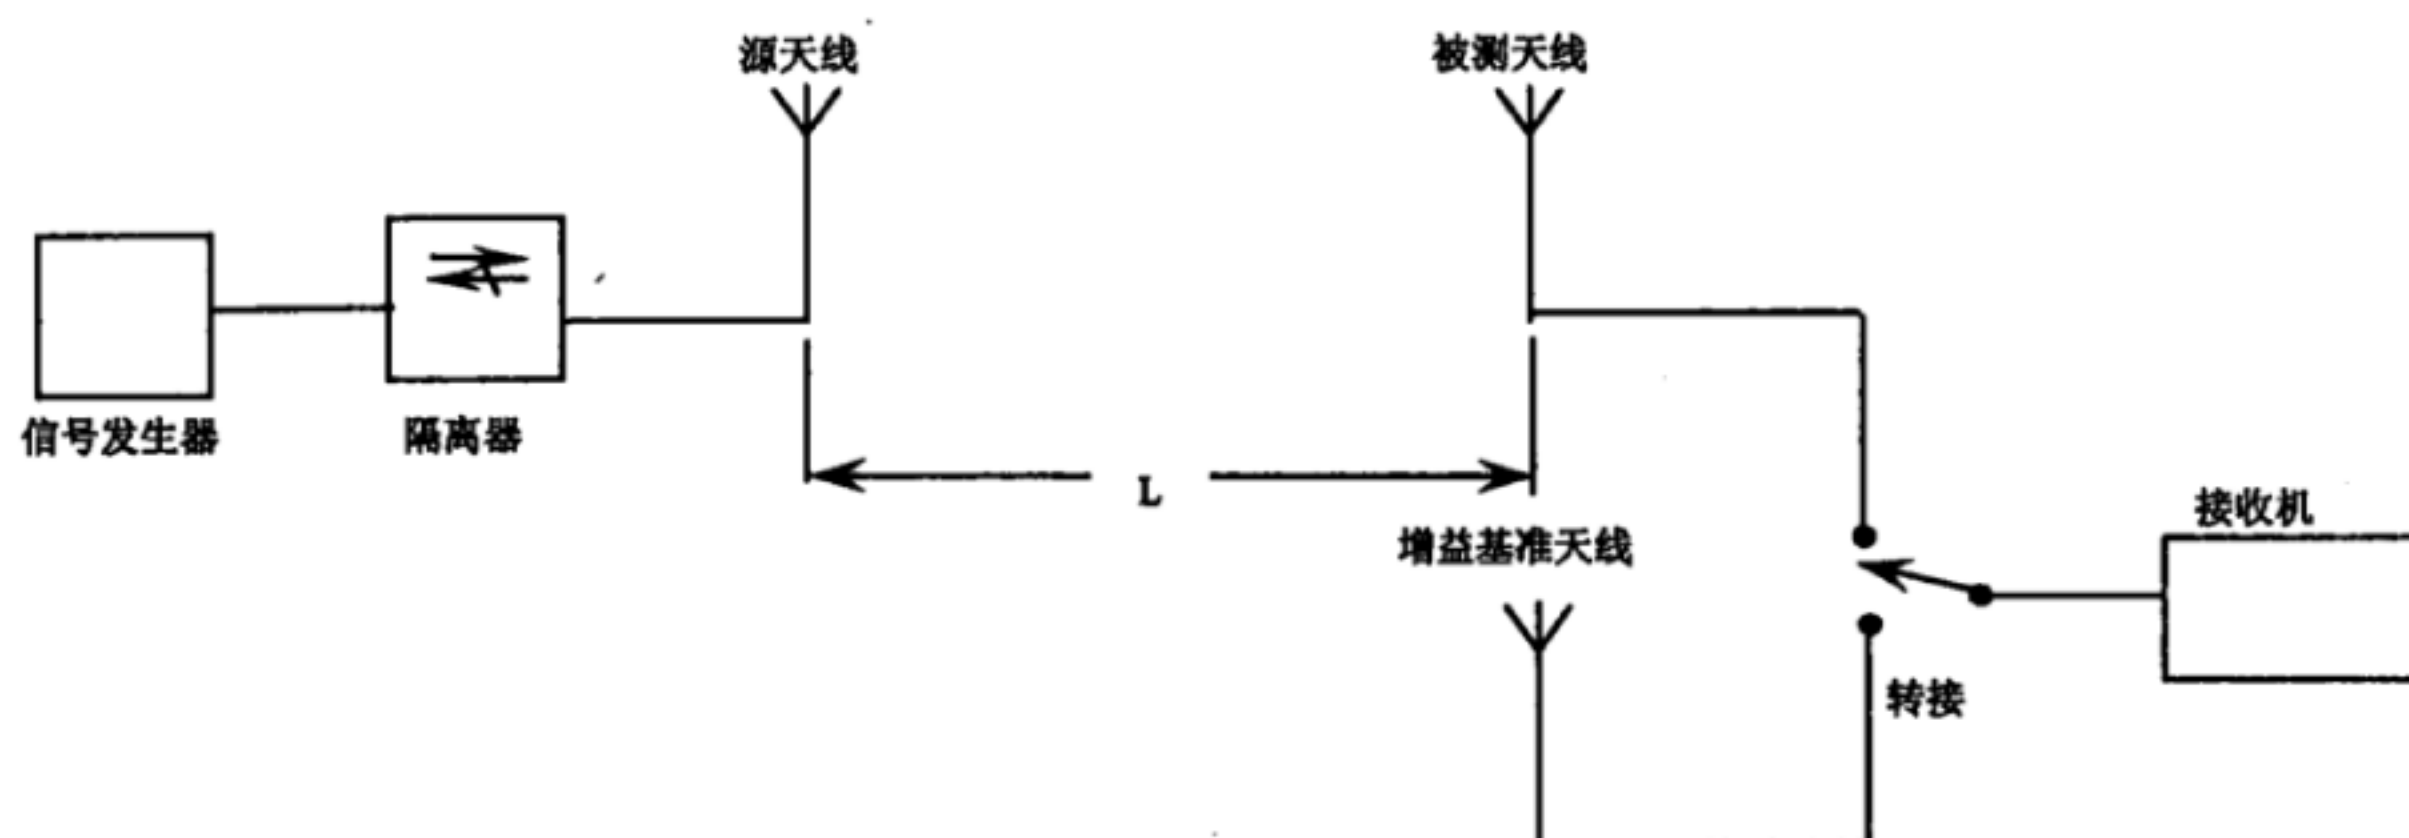 源天线
被测天线
信号发生器
隔离器
L
接收机
增益基准天线
转接